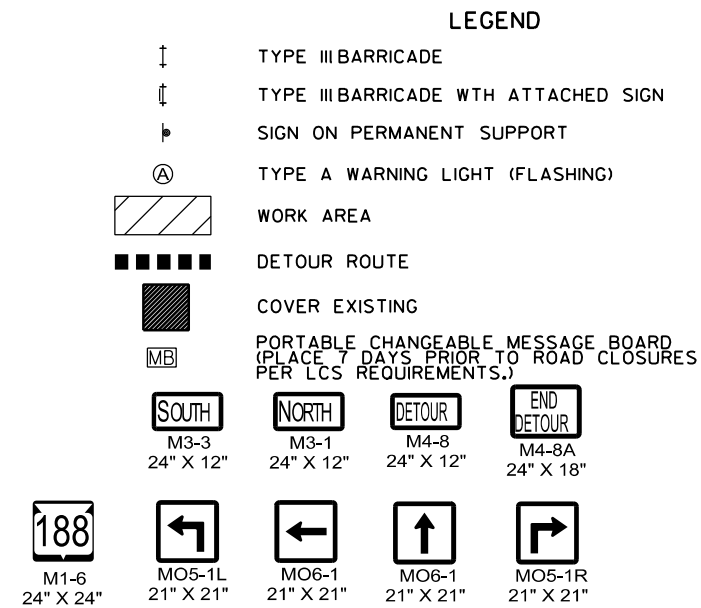 LEGEND
TYPE III BARRICADE
TYPE III BARRICADE WTH ATTACHED SIGN
SIGN ON PERMANENT SUPPORT
A TYPE A WARNING LIGHT (FLASHING)
WORK AREA
DETOUR ROUTE
COVER EXISTING
PORTABLE CHANGEABLE MESSAGE BOARD
MB (PLACE 7 DAYS PRIOR TO ROAD CLOSURES
PER LCS REQUIREMENTS.)
SOUTH NORTH DETOUR END DETOUR
M3-3 M3-1 M4-8 M4-8A
24" X 12" 24" X 12" 24" X 12" 24" X 18"
188
M1-6 MO5-1L MO6-1 MO6-1 MO5-1R
24" X 24" 21" X 21" 21" X 21" 21" X 21" 21" X 21"